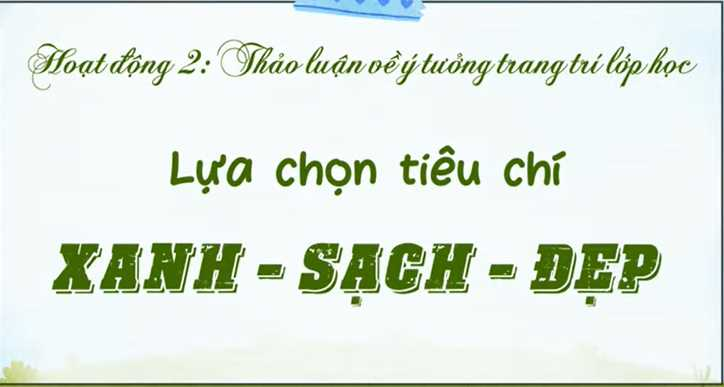 Hoạt động 2: Thảo luận về ý tưởng trang trí lớp học
Lựa chọn tiêu chí
XANH - SẠCH - ĐẸP